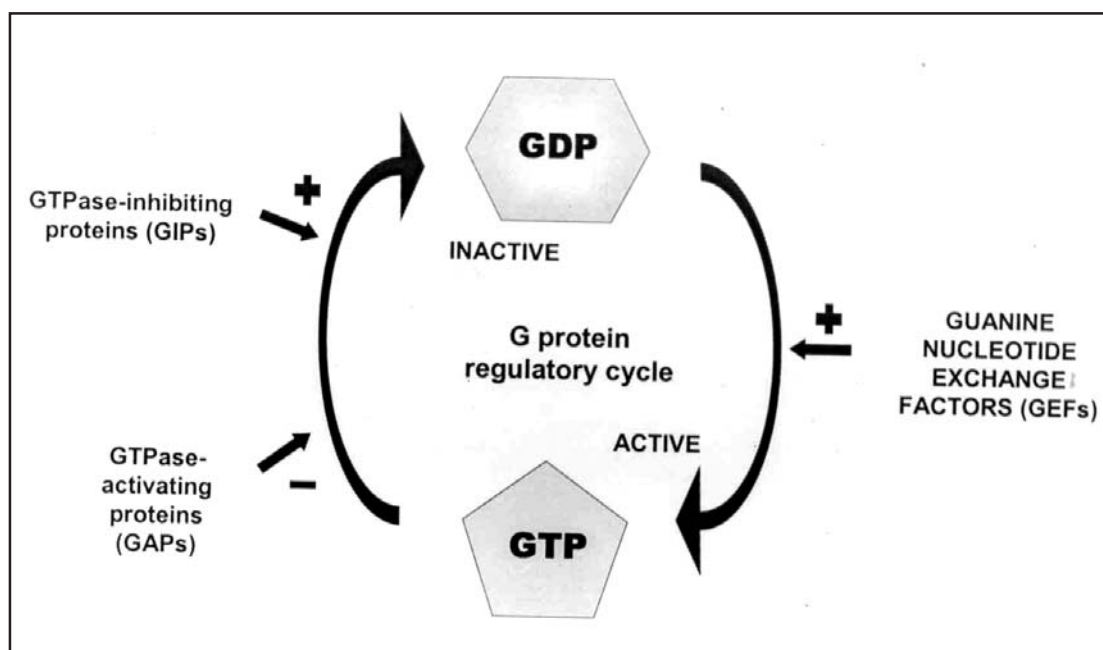 GDP
+
GTPase-inhibiting
proteins (GIPs)
INACTIVE
G protein
regulatory cycle
+
GUANINE
NUCLEOTIDE
EXCHANGE
FACTORS (GEFs)
ACTIVE
GTPase-
activating
proteins
(GAPs)
−
GTP